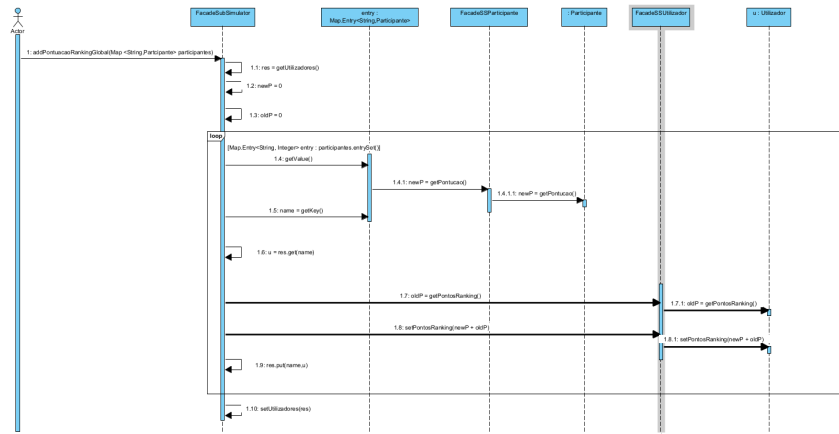 FacadeSubSimulator
entry :
Map.Entry<String,Participante>
FacadeSSParticipante
: Participante
FacadeSSUtilizador
u : Utilizador
Actor
1: addPontuacaoRankingGlobal(Map <String,Partcipante> participantes)
1.1: res = getUtilizadores()
1.2: newP = 0
1.3: oldP = 0
loop
[Map.Entry<String, Integer> entry : participantes.entrySet()]
1.4: getValue()
1.4.1: newP = getPontucao()
1.4.1.1: newP = getPontucao()
1.5: name = getKey()
1.6: u = res.get(name)
1.7: oldP = getPontosRanking()
1.7.1: oldP = getPontosRanking()
1.8: setPontosRanking(newP + oldP)
1.8.1: setPontosRanking(newP + oldP)
1.9: res.put(name,u)
1.10: setUtilizadores(res)